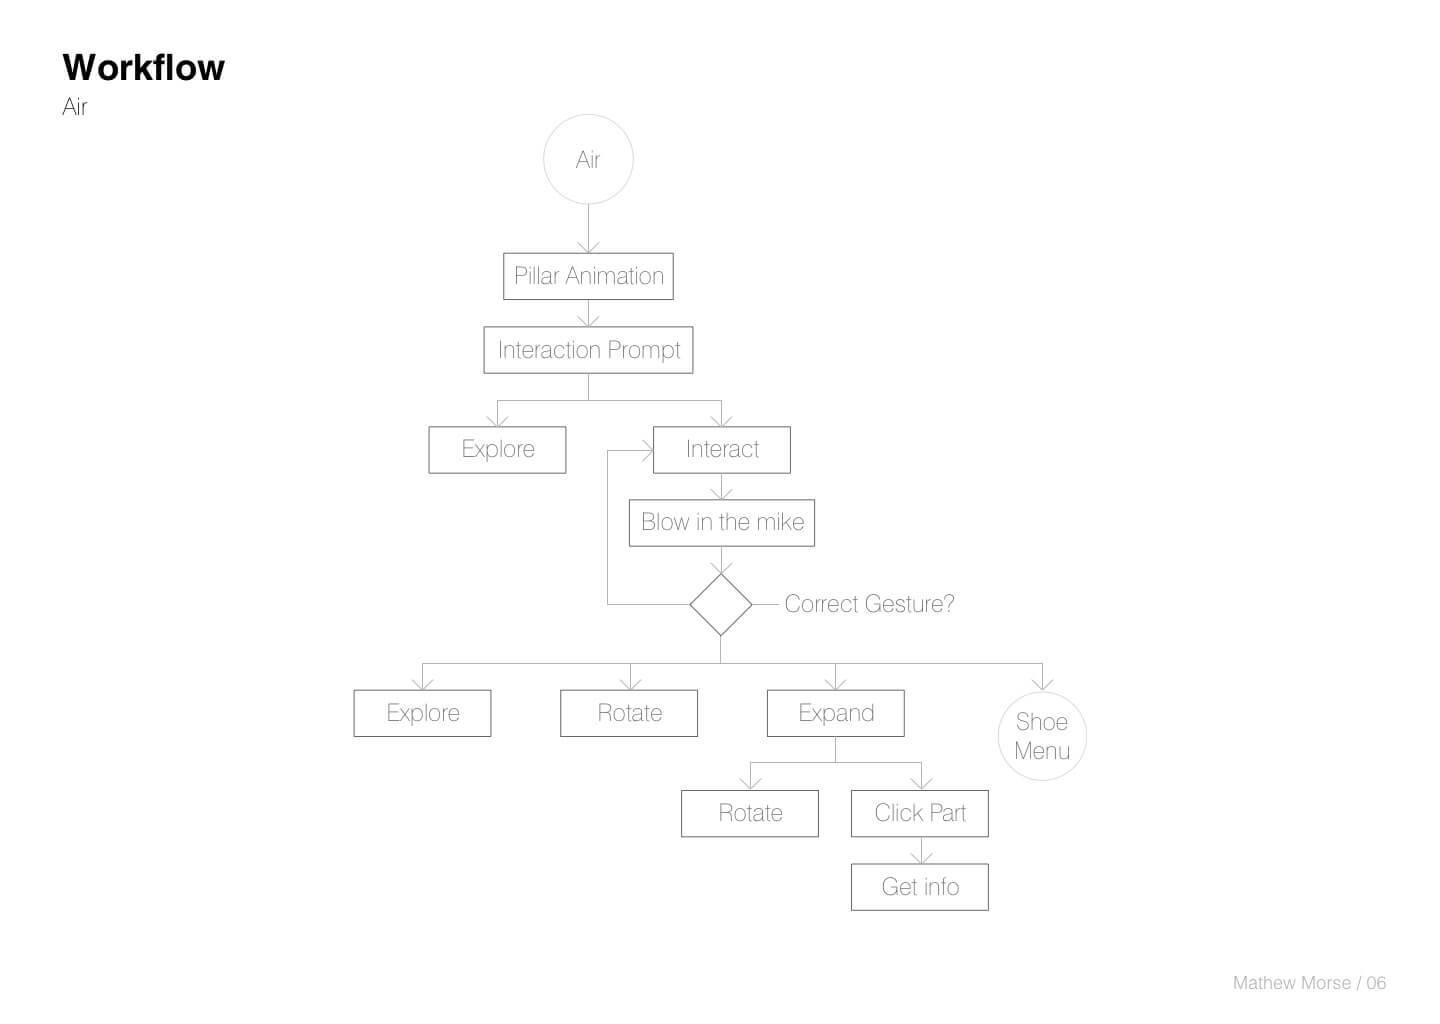 Workflow
Air
Air
Pillar Animation
Interaction Prompt
Explore
Interact
Blow in the mike
Correct Gesture?
Explore
Rotate
Expand
Shoe
Menu
Rotate
Click Part
Get info
Mathew Morse / 06